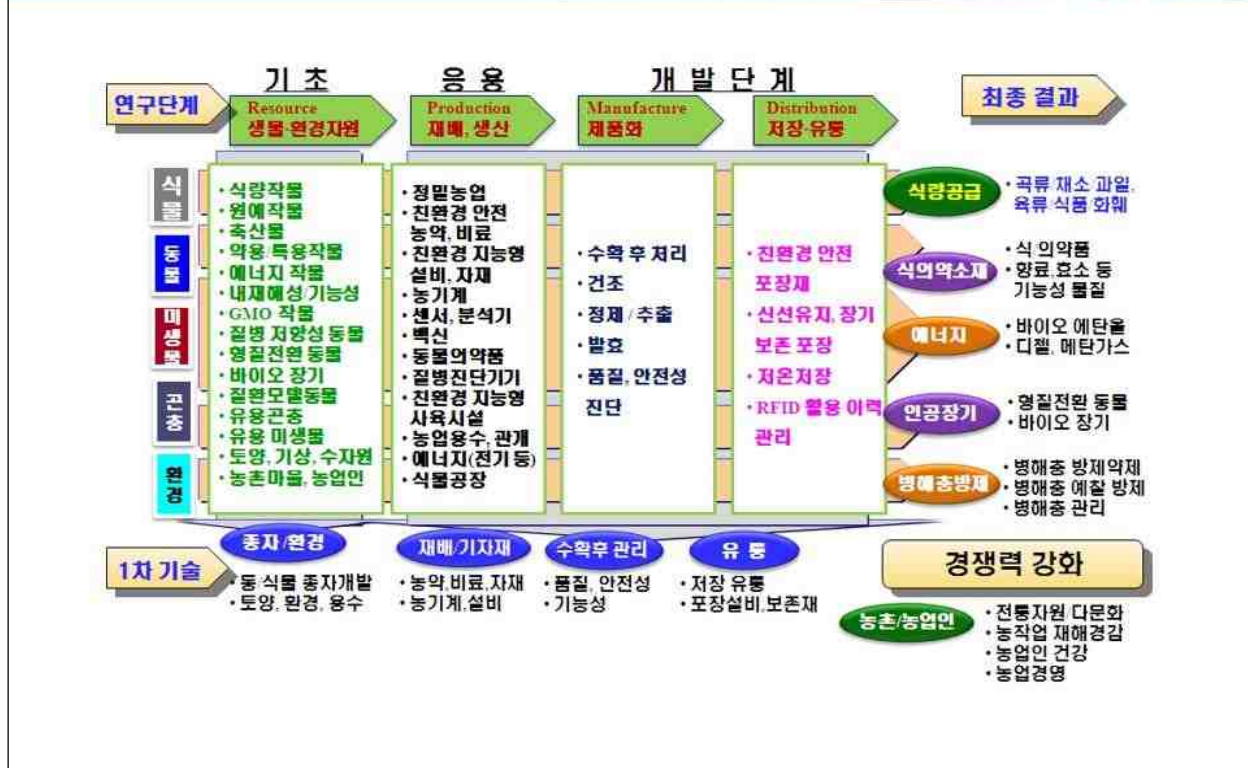 기 초
응 용
개 발 단 계
연구단계
Resource
생물·환경자원
Production
재배, 생산
Manufacture
제품화
Distribution
저장·유통
최종 결과
식물
동물
미생물
곤충
환경
· 식량작물
· 원예작물
· 축산물
· 약용/특용작물
· 에너지 작물
· 내재해성/기능성
· GMO 작물
· 질병 저항성 동물
· 형질전환 동물
· 바이오 장기
· 질환모델동물
· 유용곤충
· 유용 미생물
· 토양, 기상, 수자원
· 농촌마을, 농업인
· 정밀농업
· 친환경 안전
농약, 비료
· 친환경 지능형
설비, 자재
· 농기계
· 센서, 분석기
· 백신
· 동물의약품
· 질병진단기기
· 친환경 지능형
사육시설
· 농업용수, 관개
· 에너지(전기 등)
· 식물공장
· 수확 후 처리
· 건조
· 정제 / 추출
· 발효
· 품질, 안전성
진단
· 친환경 안전
포장재
· 신선유지, 장기
보존 포장
· 저온저장
· RFID 활용 이력
관리
식량공급
· 곡류/채소/과일,
육류/식품/화훼
식의약소재
· 식/의약품
· 향료,효소 등
기능성 물질
에너지
· 바이오 에탄올
· 디젤, 메탄가스
인공장기
· 형질전환 동물
· 바이오 장기
병해충방제
· 병해충 방제약제
· 병해충 예찰/방제
· 병해충 관리
1차 기술
종자/환경
· 동/식물 종자개발
· 토양, 환경, 용수
재배/기자재
· 농약,비료,자재
· 농기계,설비
수확후 관리
· 품질, 안전성
· 기능성
유 통
· 저장/유통
· 포장설비,보존재
경쟁력 강화
농촌/농업인
· 전통자원/다문화
· 농작업 재해경감
· 농업인 건강
· 농업경영